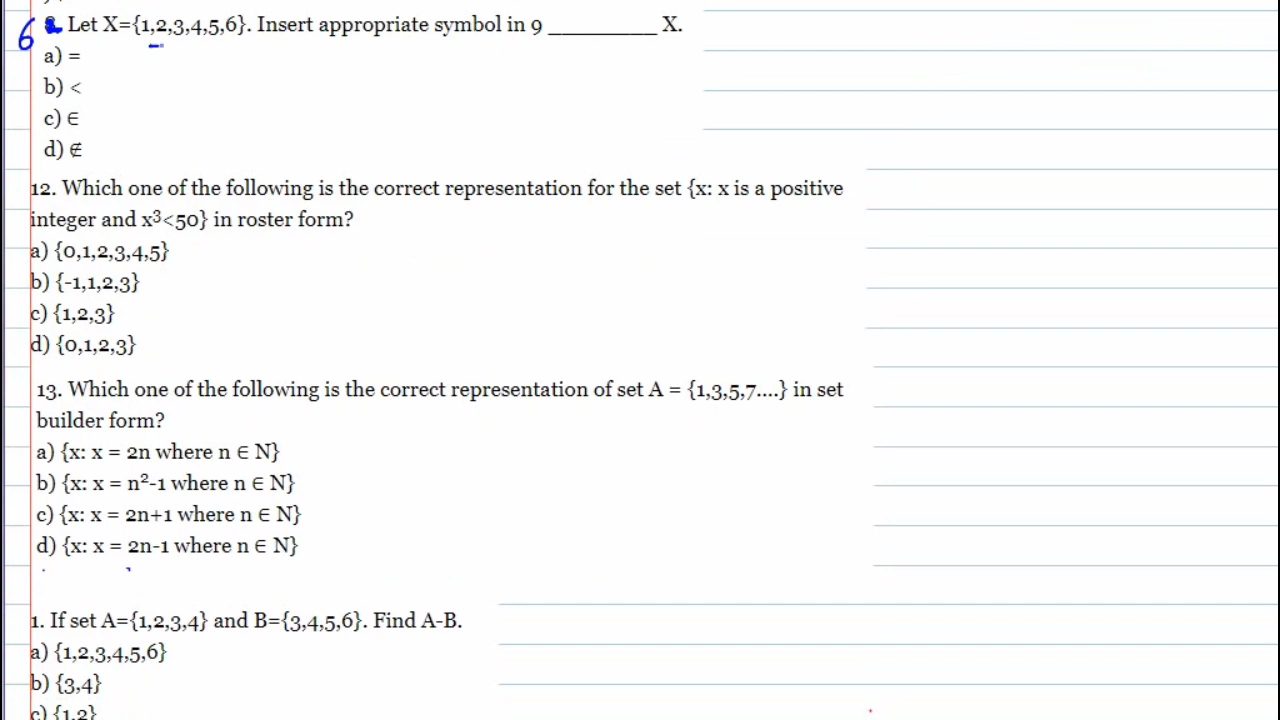 6 Let X={1,2,3,4,5,6}. Insert appropriate symbol in 9 _________ X.
a) =
b) <
c) ∈
d) ∉
12. Which one of the following is the correct representation for the set {x: x is a positive
integer and x³<50} in roster form?
a) {0,1,2,3,4,5}
b) {-1,1,2,3}
c) {1,2,3}
d) {0,1,2,3}
13. Which one of the following is the correct representation of set A = {1,3,5,7....} in set
builder form?
a) {x: x = 2n where n ∈ N}
b) {x: x = n²-1 where n ∈ N}
c) {x: x = 2n+1 where n ∈ N}
d) {x: x = 2n-1 where n ∈ N}
1. If set A={1,2,3,4} and B={3,4,5,6}. Find A-B.
a) {1,2,3,4,5,6}
b) {3,4}
c) {1,2}